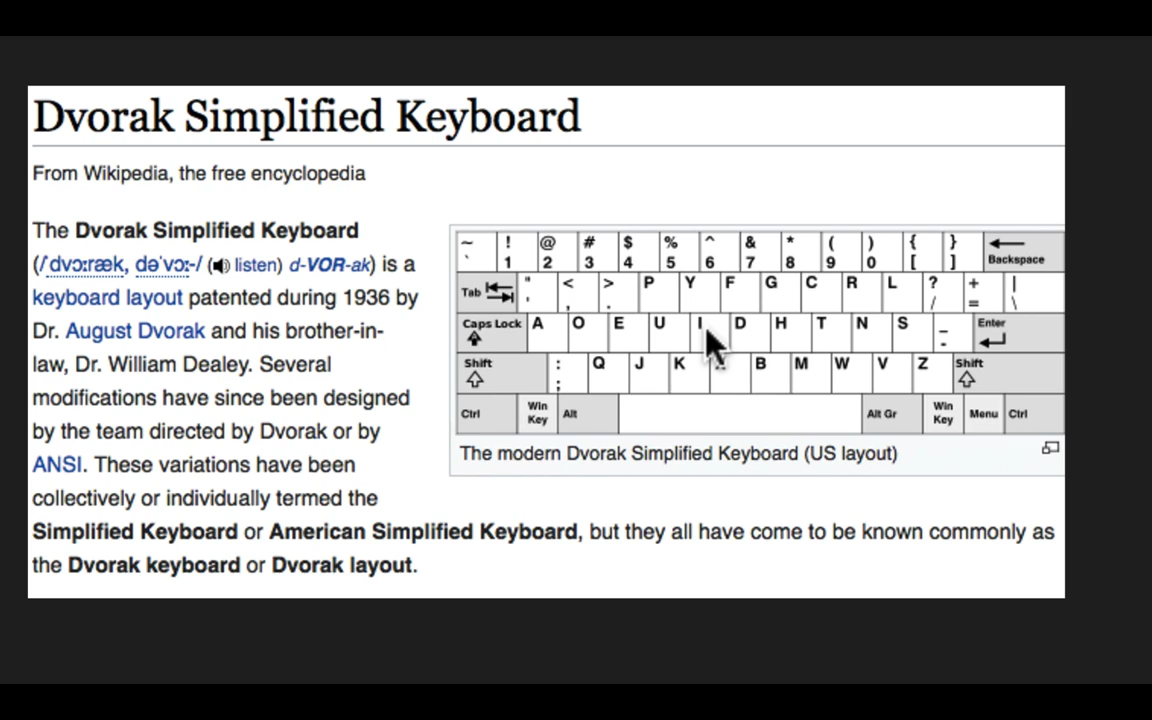 Dvorak Simplified Keyboard
From Wikipedia, the free encyclopedia
The Dvorak Simplified Keyboard
(/ˈdvɔːræk, dəˈvɔː-/ (listen) d-VOR-ak) is a
keyboard layout patented during 1936 by
Dr. August Dvorak and his brother-in-
law, Dr. William Dealey. Several
modifications have since been designed
by the team directed by Dvorak or by
ANSI. These variations have been
collectively or individually termed the
Simplified Keyboard or American Simplified Keyboard, but they all have come to be known commonly as
the Dvorak keyboard or Dvorak layout.
~ ! @ # $ % ^ & * ( ) { }
` 1 2 3 4 5 6 7 8 9 0 [ ] Backspace
Tab " < > P Y F G C R L ? + |
' , . / = \
Caps Lock A O E U I D H T N S _ Enter
-
Shift : Q J K B M W V Z Shift
;
Ctrl Win Key Alt Alt Gr Win Key Menu Ctrl
The modern Dvorak Simplified Keyboard (US layout)